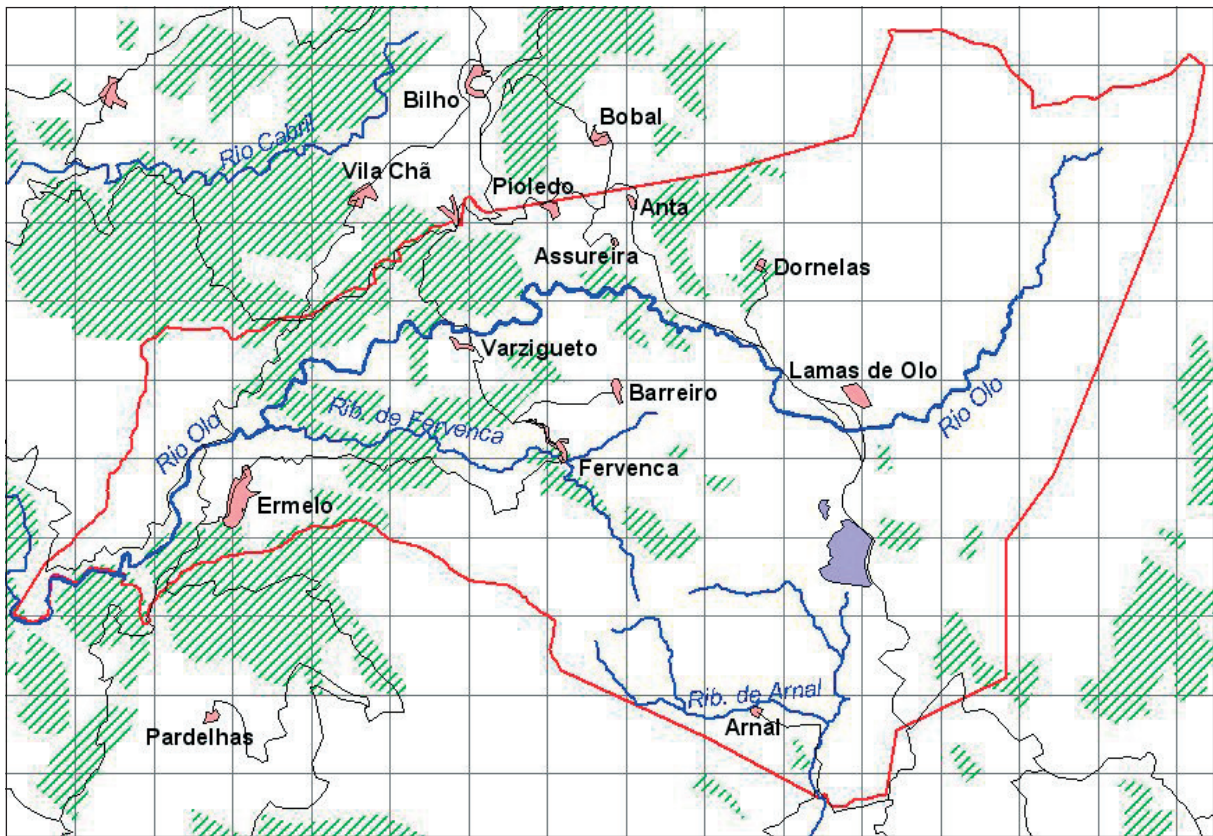 Bilho
Bobal
Rio Cabril
Vila Chã
Pioledo
Anta
Assureira
Dornelas
Varzigueto
Lamas de Olo
Barreiro
Rio Olo
Rib. de Fervenca
Rio Olo
Fervenca
Ermelo
Rib. de Arnal
Arnal
Pardelhas